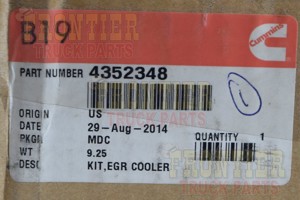 B19
FRONTIER
TRUCK PARTS
Cummins
PART NUMBER 4352348
1
ORIGIN US
DATE 29-Aug-2014
PKGN MDC QUANTITY 1
WT 9.25
DESC KIT,EGR COOLER
FRONTIER
TRUCK PARTS